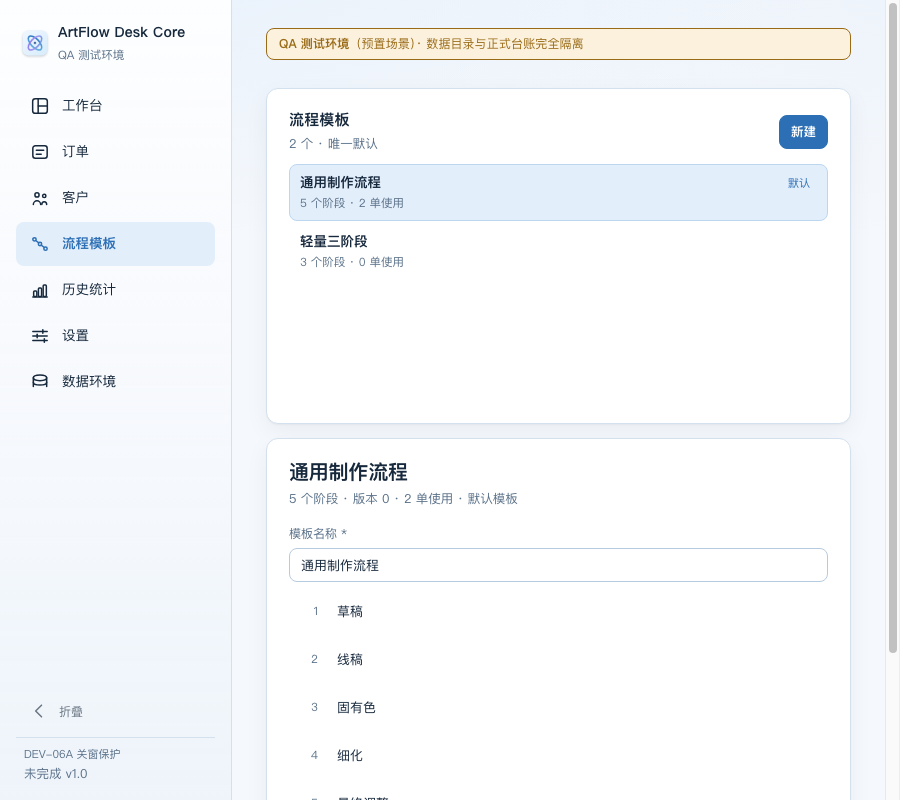 ArtFlow Desk Core
QA 测试环境
工作台
订单
客户
流程模板
历史统计
设置
数据环境
折叠
DEV-06A 关窗保护
未完成 v1.0
QA 测试环境（预置场景）· 数据目录与正式台账完全隔离
流程模板
2 个 · 唯一默认
新建
通用制作流程
默认
5 个阶段 · 2 单使用
轻量三阶段
3 个阶段 · 0 单使用
通用制作流程
5 个阶段 · 版本 0 · 2 单使用 · 默认模板
模板名称 *
通用制作流程
1 草稿
2 线稿
3 固有色
4 细化